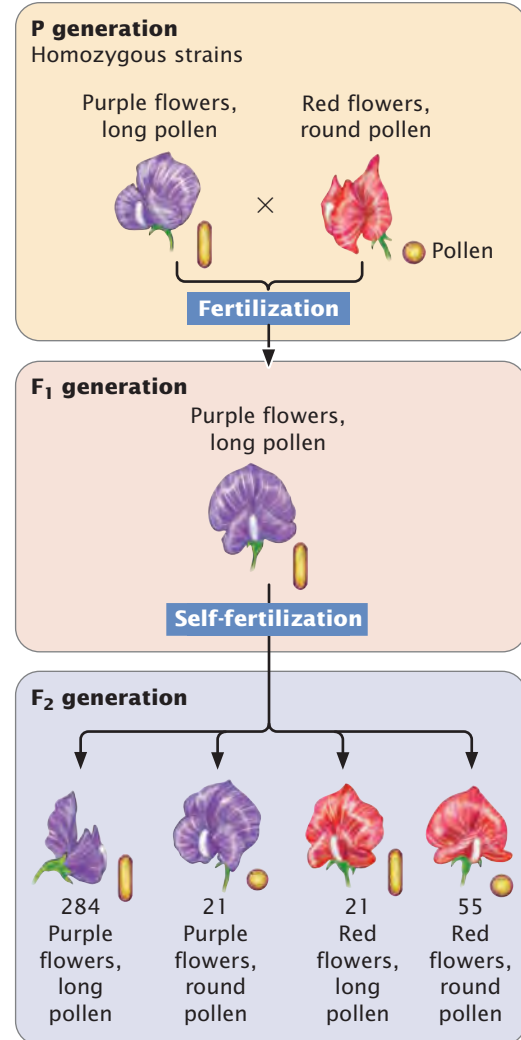 P generation
Homozygous strains
Purple flowers,
long pollen
Red flowers,
round pollen
×
Pollen
Fertilization
F₁ generation
Purple flowers,
long pollen
Self-fertilization
F₂ generation
284
Purple
flowers,
long
pollen
21
Purple
flowers,
round
pollen
21
Red
flowers,
long
pollen
55
Red
flowers,
round
pollen